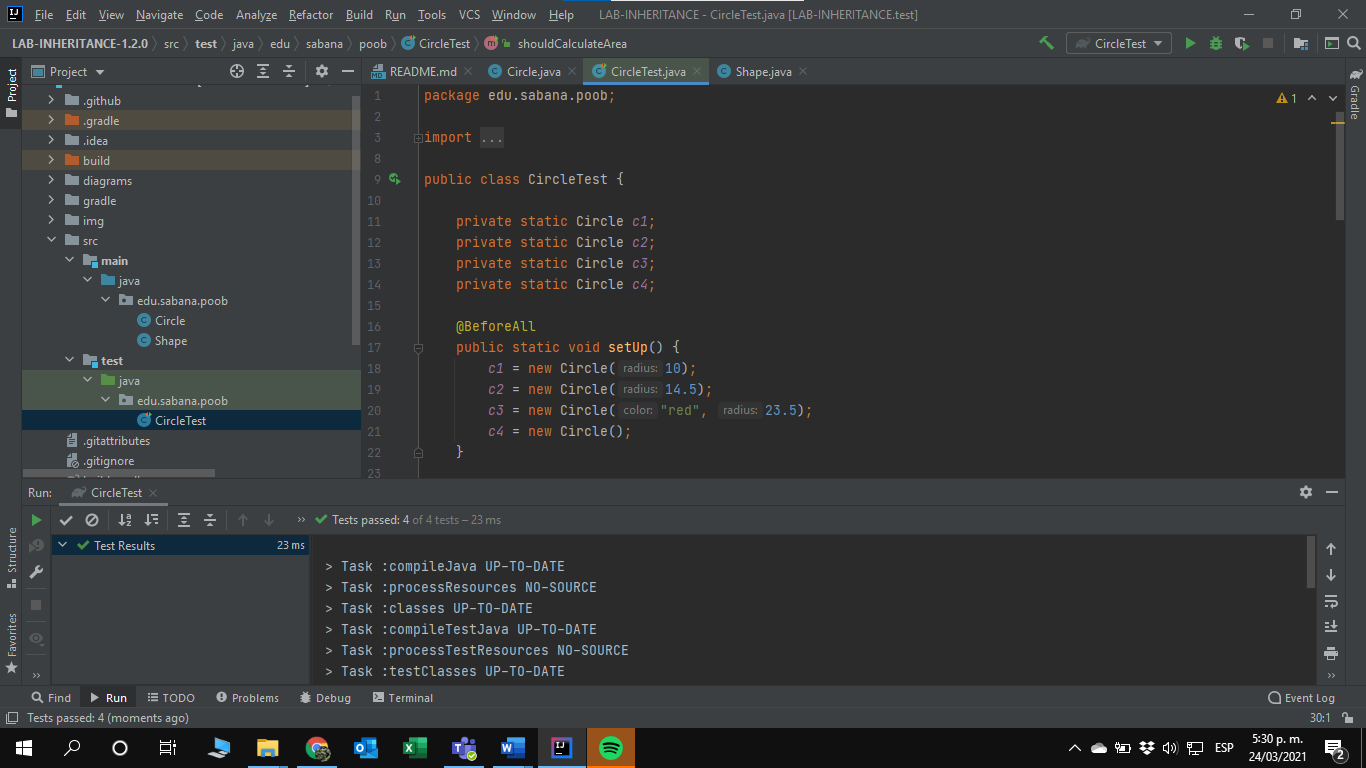 File Edit View Navigate Code Analyze Refactor Build Run Tools VCS Window Help LAB-INHERITANCE - CircleTest.java [LAB-INHERITANCE.test]
LAB-INHERITANCE-1.2.0 src test java edu sabana poob CircleTest shouldCalculateArea CircleTest
Project
Project
README.md Circle.java CircleTest.java Shape.java
Gradle
.github
.gradle
.idea
build
diagrams
gradle
img
src
main
java
edu.sabana.poob
Circle
Shape
test
java
edu.sabana.poob
CircleTest
.gitattributes
.gitignore
1 package edu.sabana.poob;
1
2
3 import ...
8
9 public class CircleTest {
10
11 private static Circle c1;
12 private static Circle c2;
13 private static Circle c3;
14 private static Circle c4;
15
16 @BeforeAll
17 public static void setUp() {
18 c1 = new Circle( radius: 10);
19 c2 = new Circle( radius: 14.5);
20 c3 = new Circle( color: "red", radius: 23.5);
21 c4 = new Circle();
22 }
23
Run: CircleTest
Tests passed: 4 of 4 tests – 23 ms
Test Results 23 ms
> Task :compileJava UP-TO-DATE
> Task :processResources NO-SOURCE
> Task :classes UP-TO-DATE
> Task :compileTestJava UP-TO-DATE
> Task :processTestResources NO-SOURCE
> Task :testClasses UP-TO-DATE
Structure
Favorites
Find Run TODO Problems Debug Terminal Event Log
Tests passed: 4 (moments ago) 30:1
ESP
5:30 p. m.
24/03/2021
2